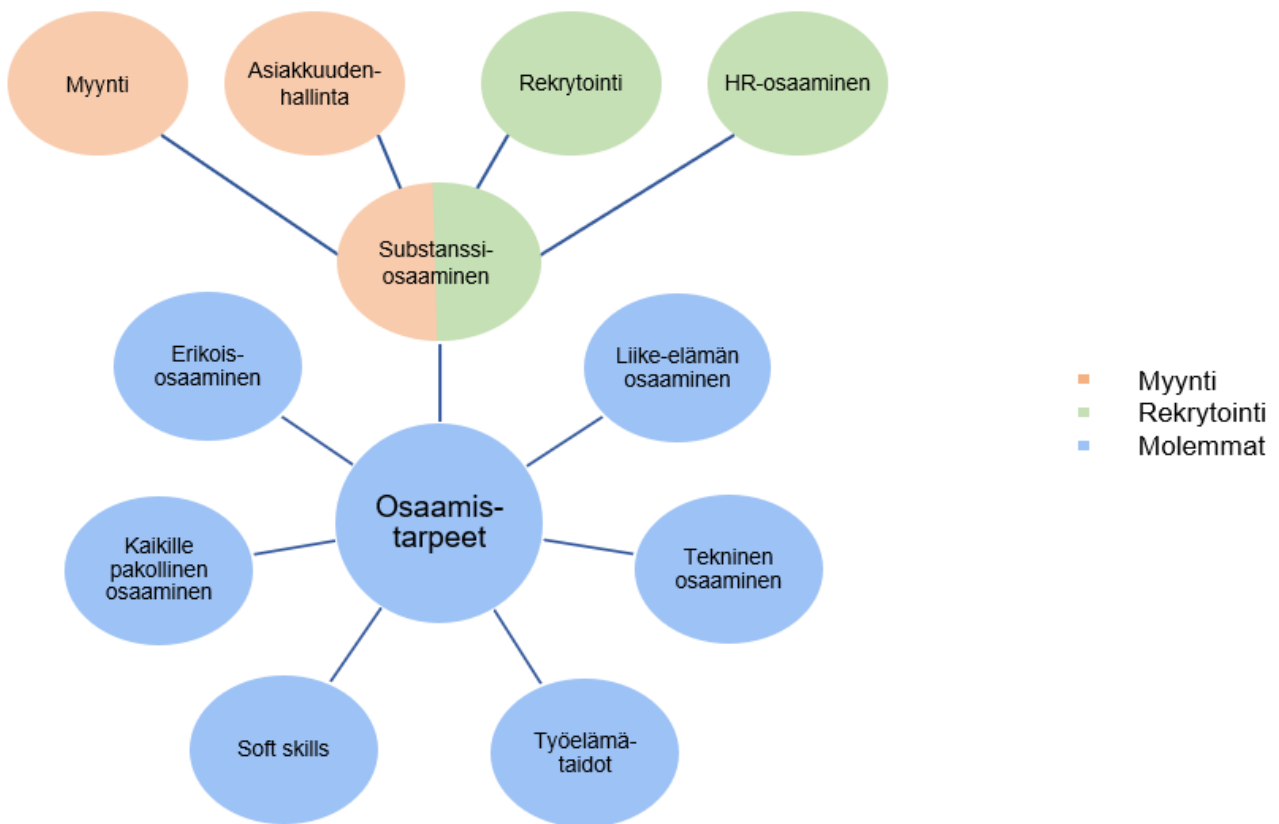 Myynti
Asiakkuuden-
hallinta
Rekrytointi
HR-osaaminen
Substanssi-
osaaminen
Erikois-
osaaminen
Liike-elämän
osaaminen
Osaamis-
tarpeet
Kaikille
pakollinen
osaaminen
Tekninen
osaaminen
Soft skills
Työelämä-
taidot
Myynti
Rekrytointi
Molemmat